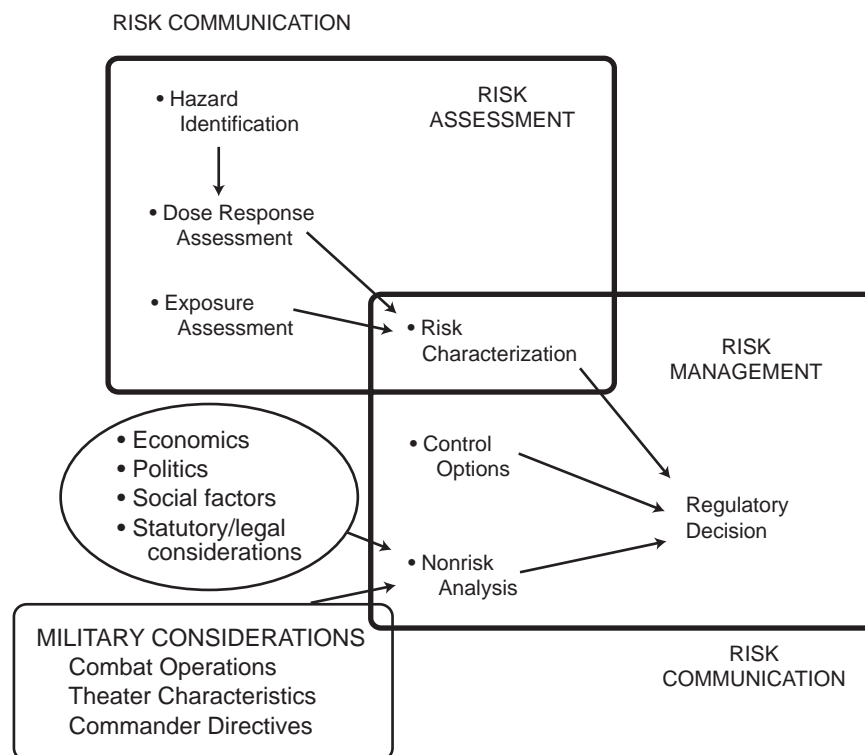 RISK COMMUNICATION
• Hazard
Identification
RISK
ASSESSMENT
• Dose Response
Assessment
• Exposure
Assessment
• Risk
Characterization
RISK
MANAGEMENT
• Economics
• Politics
• Social factors
• Statutory/legal
considerations
• Control
Options
Regulatory
Decision
• Nonrisk
Analysis
MILITARY CONSIDERATIONS
Combat Operations
Theater Characteristics
Commander Directives
RISK
COMMUNICATION